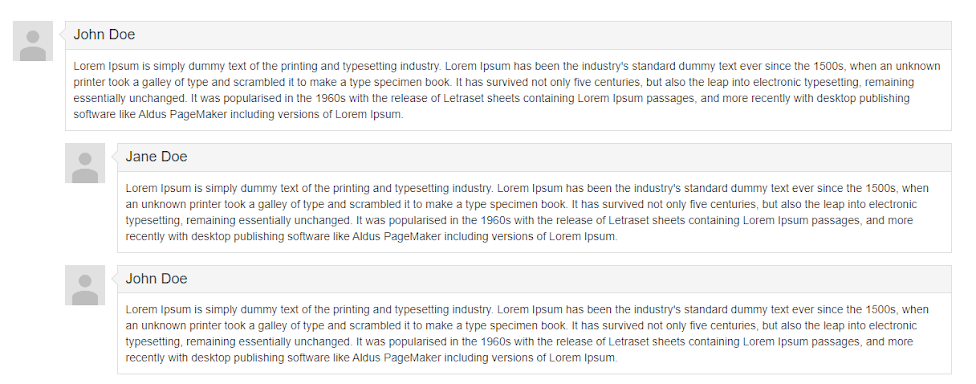 John Doe
Lorem Ipsum is simply dummy text of the printing and typesetting industry. Lorem Ipsum has been the industry's standard dummy text ever since the 1500s, when an unknown
printer took a galley of type and scrambled it to make a type specimen book. It has survived not only five centuries, but also the leap into electronic typesetting, remaining
essentially unchanged. It was popularised in the 1960s with the release of Letraset sheets containing Lorem Ipsum passages, and more recently with desktop publishing
software like Aldus PageMaker including versions of Lorem Ipsum.
Jane Doe
Lorem Ipsum is simply dummy text of the printing and typesetting industry. Lorem Ipsum has been the industry's standard dummy text ever since the 1500s, when
an unknown printer took a galley of type and scrambled it to make a type specimen book. It has survived not only five centuries, but also the leap into electronic
typesetting, remaining essentially unchanged. It was popularised in the 1960s with the release of Letraset sheets containing Lorem Ipsum passages, and more
recently with desktop publishing software like Aldus PageMaker including versions of Lorem Ipsum.
John Doe
Lorem Ipsum is simply dummy text of the printing and typesetting industry. Lorem Ipsum has been the industry's standard dummy text ever since the 1500s, when
an unknown printer took a galley of type and scrambled it to make a type specimen book. It has survived not only five centuries, but also the leap into electronic
typesetting, remaining essentially unchanged. It was popularised in the 1960s with the release of Letraset sheets containing Lorem Ipsum passages, and more
recently with desktop publishing software like Aldus PageMaker including versions of Lorem Ipsum.